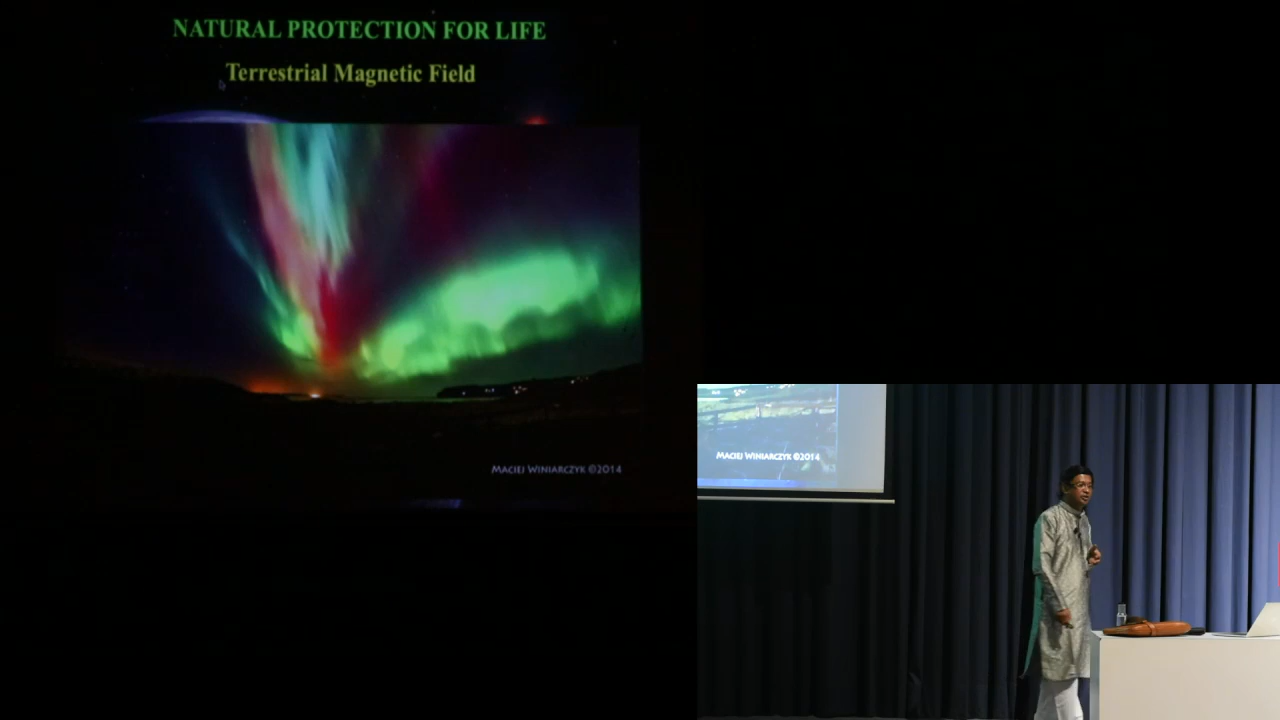 NATURAL PROTECTION FOR LIFE
Terrestrial Magnetic Field
MACIEJ WINIARCZYK ©2014
MACIEJ WINIARCZYK ©2014